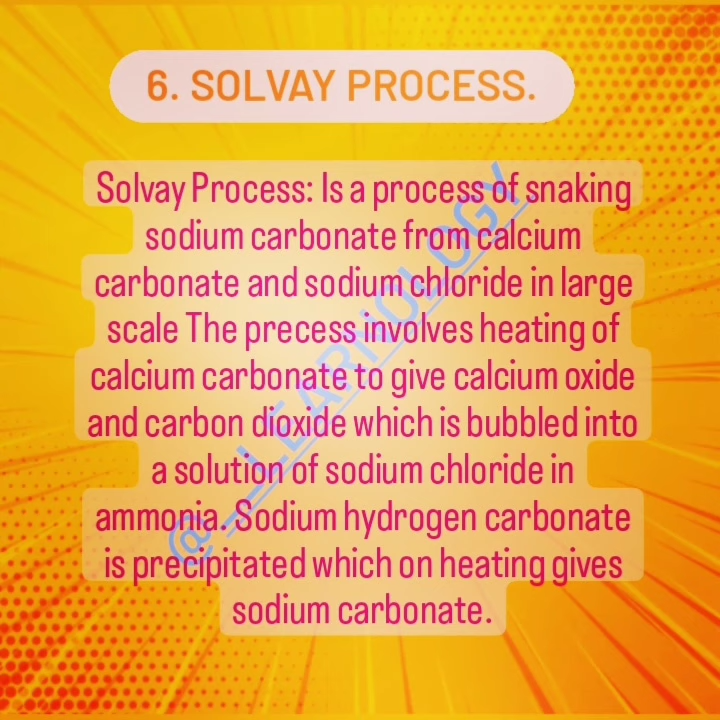 6. SOLVAY PROCESS.
Solvay Process: Is a process of snaking
sodium carbonate from calcium
carbonate and sodium chloride in large
scale The precess involves heating of
calcium carbonate to give calcium oxide
and carbon dioxide which is bubbled into
a solution of sodium chloride in
ammonia. Sodium hydrogen carbonate
is precipitated which on heating gives
sodium carbonate.
@__LEARNOLOGY